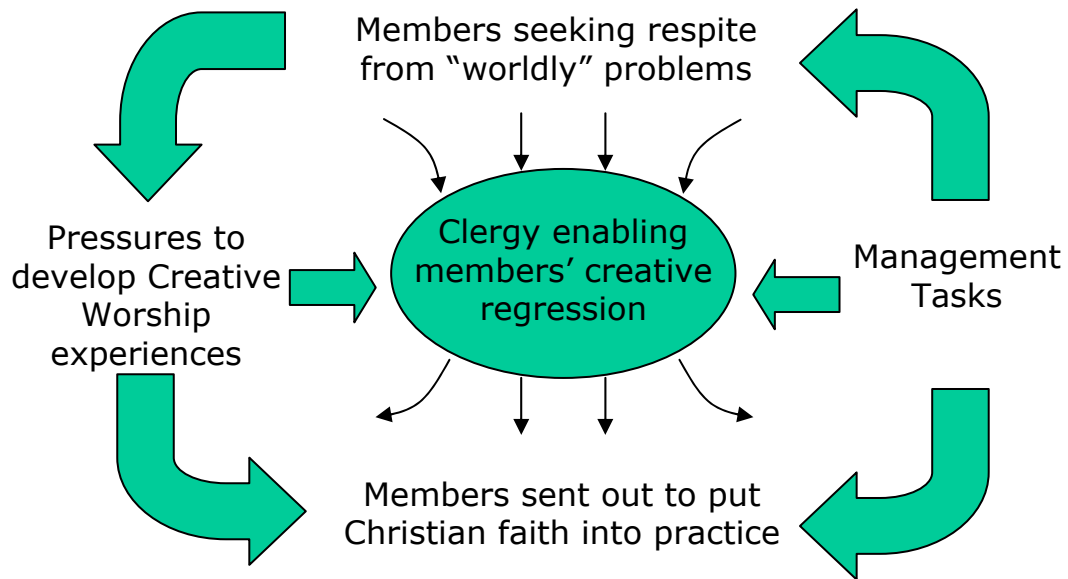 Members seeking respite
from “worldly” problems
Pressures to
develop Creative
Worship
experiences
Clergy enabling
members’ creative
regression
Management
Tasks
Members sent out to put
Christian faith into practice